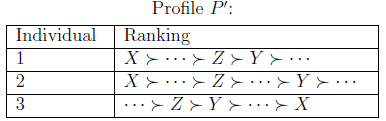 Profile P′:
Individual Ranking
1 X ≻ ⋯ ≻ Z ≻ Y ≻ ⋯
2 X ≻ ⋯ ≻ Z ≻ ⋯ ≻ Y ≻ ⋯
3 ⋯ ≻ Z ≻ Y ≻ ⋯ ≻ X